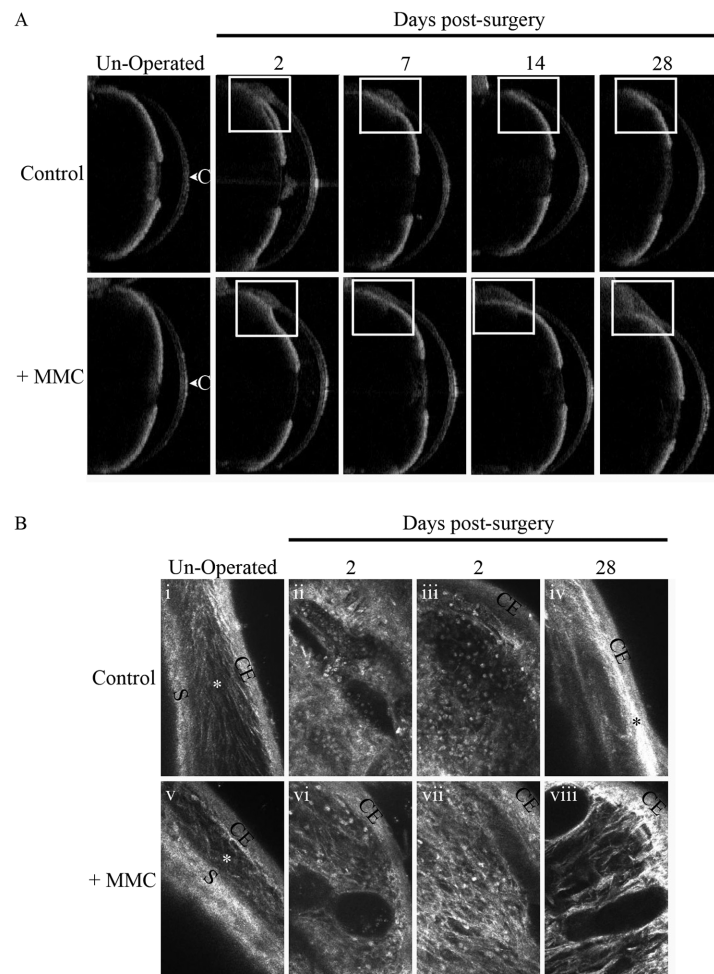 A
Days post-surgery
Un-Operated 2 7 14 28
Control
C
+ MMC
C
B
Days post-surgery
Un-Operated 2 2 28
Control
i ii iii iv
S * CE CE CE *
+ MMC
v vi vii viii
S * CE CE CE CE